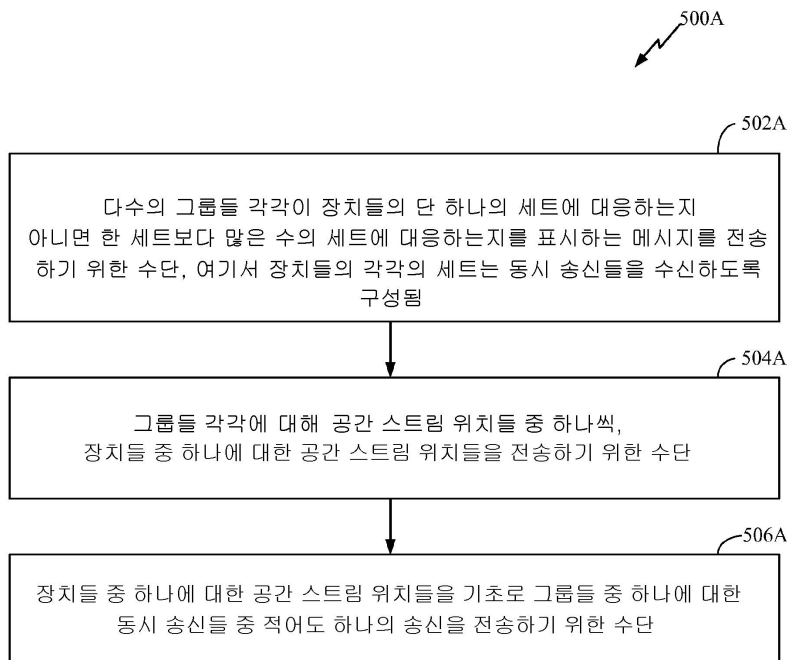 500A
502A
다수의 그룹들 각각이 장치들의 단 하나의 세트에 대응하는지
아니면 한 세트보다 많은 수의 세트에 대응하는지를 표시하는 메시지를 전송
하기 위한 수단, 여기서 장치들의 각각의 세트는 동시 송신들을 수신하도록
구성됨
504A
그룹들 각각에 대해 공간 스트림 위치들 중 하나씩,
장치들 중 하나에 대한 공간 스트림 위치들을 전송하기 위한 수단
506A
장치들 중 하나에 대한 공간 스트림 위치들을 기초로 그룹들 중 하나에 대한
동시 송신들 중 적어도 하나의 송신을 전송하기 위한 수단